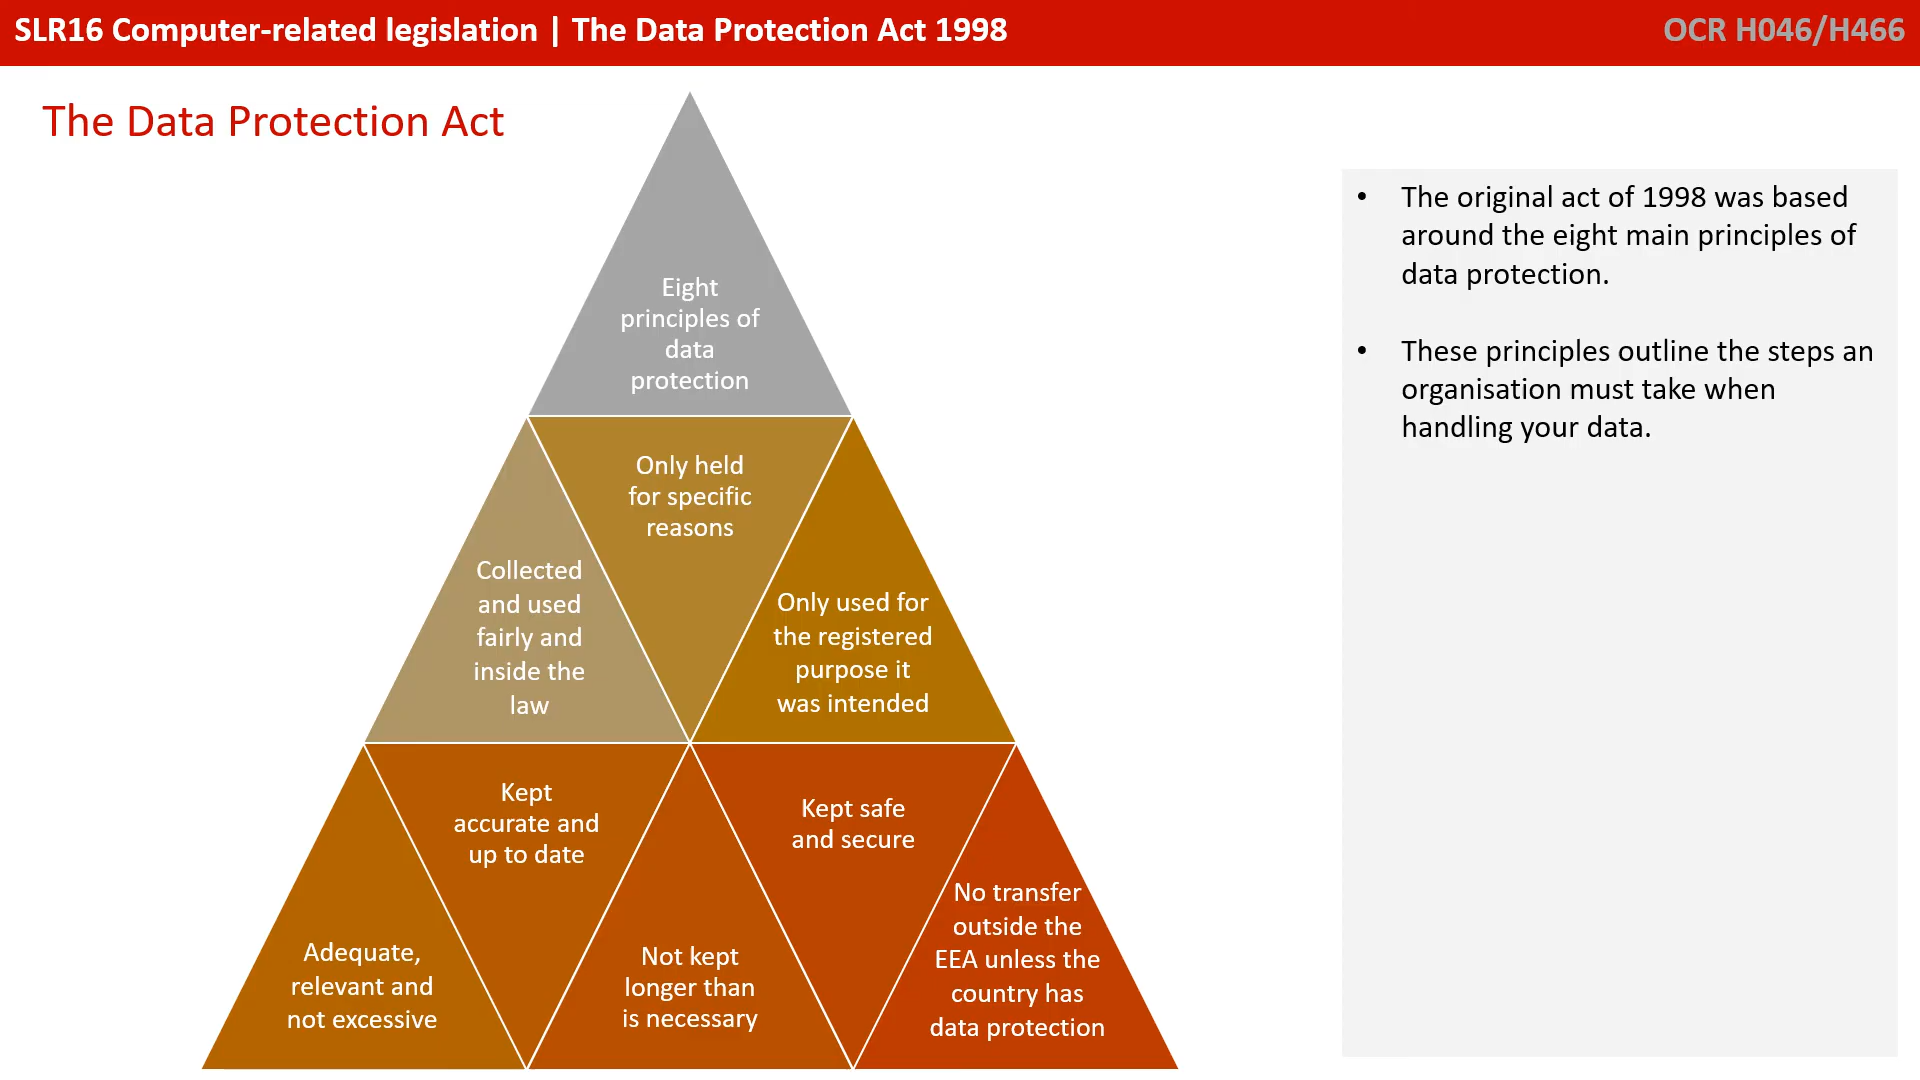 SLR16 Computer-related legislation | The Data Protection Act 1998
OCR H046/H466
The Data Protection Act
Eight
principles of
data
protection
Only held
for specific
reasons
Collected
and used
fairly and
inside the
law
Only used for
the registered
purpose it
was intended
Kept
accurate and
up to date
Kept safe
and secure
Adequate,
relevant and
not excessive
Not kept
longer than
is necessary
No transfer
outside the
EEA unless the
country has
data protection
• The original act of 1998 was based
around the eight main principles of
data protection.
• These principles outline the steps an
organisation must take when
handling your data.